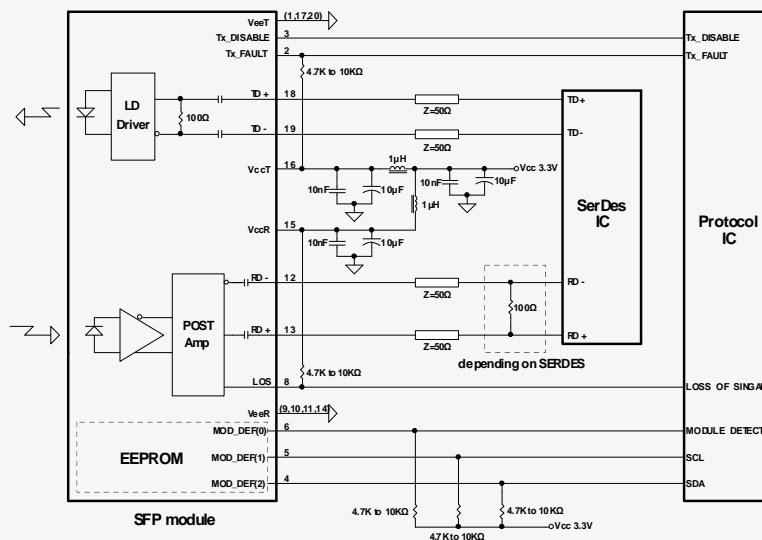 VeeT (1,17,20)
Tx_DISABLE 3 Tx_DISABLE
Tx_FAULT 2 Tx_FAULT
4.7K to 10KΩ
LD Driver
100Ω
TD+ 18 TD+
Z=50Ω
TD- 19 TD-
Z=50Ω
1µH
VccT 16 Vcc 3.3V
10nF 10µF 10nF 10µF
1µH
SerDes IC
Protocol IC
VccR 15
10nF 10µF
RD - 12 RD -
Z=50Ω
100Ω
POST Amp
RD + 13 RD +
Z=50Ω
4.7K to 10KΩ
depending on SERDES
LOS 8 LOSS OF SINGAL
VeeR (9,10,11,14)
MOD_DEF(0) 6 MODULE DETECT
EEPROM
MOD_DEF(1) 5 SCL
MOD_DEF(2) 4 SDA
4.7K to 10KΩ 4.7K to 10KΩ
SFP module
Vcc 3.3V
4.7K to 10KΩ